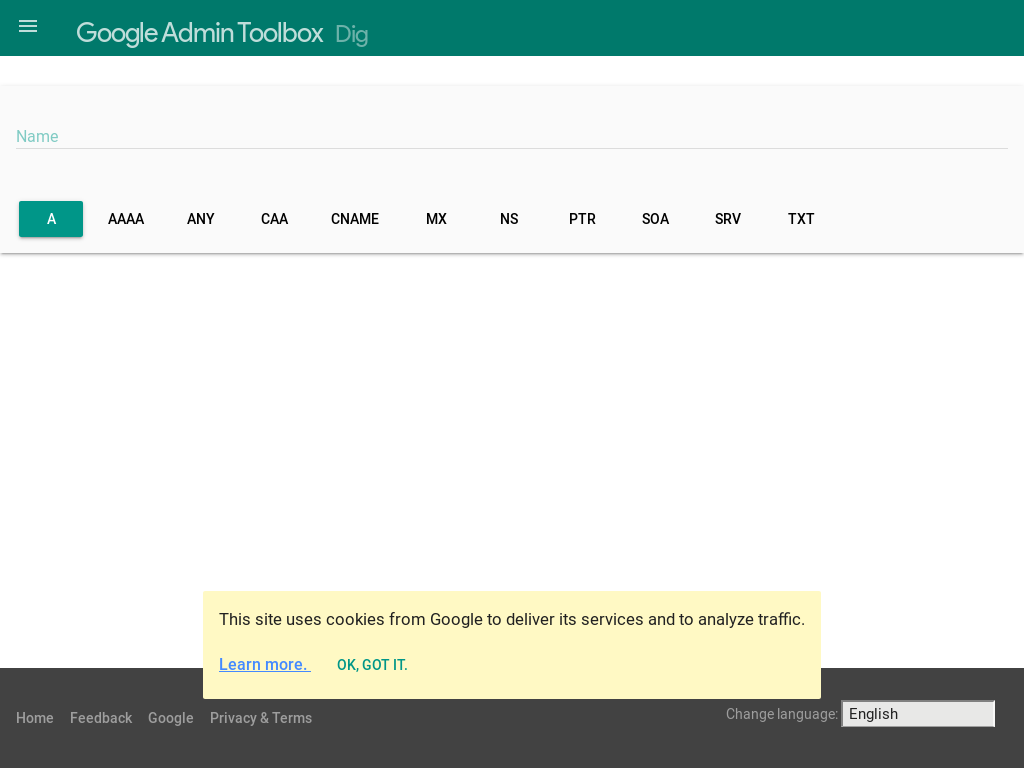 Google Admin Toolbox Dig
Name
A AAAA ANY CAA CNAME MX NS PTR SOA SRV TXT
This site uses cookies from Google to deliver its services and to analyze traffic.
Learn more. OK, GOT IT.
Home Feedback Google Privacy & Terms Change language: English